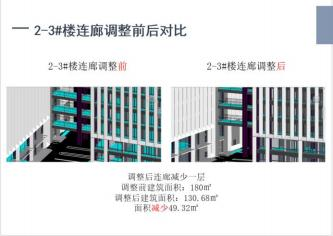 2-3#楼连廊调整前后对比
2-3#楼连廊调整前
2-3#楼连廊调整后
调整后连廊减少一层
调整前建筑面积：180㎡
调整后建筑面积：130.68㎡
面积减少49.32㎡